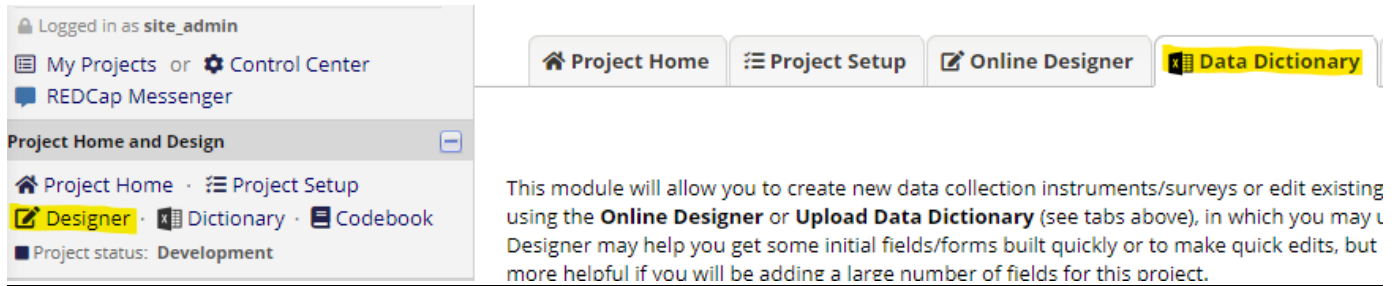 Logged in as site_admin
My Projects or Control Center
REDCap Messenger
Project Home and Design
Project Home · Project Setup
Designer · Dictionary · Codebook
Project status: Development
Project Home Project Setup Online Designer Data Dictionary
This module will allow you to create new data collection instruments/surveys or edit existing
using the Online Designer or Upload Data Dictionary (see tabs above), in which you may u
Designer may help you get some initial fields/forms built quickly or to make quick edits, but
more helpful if you will be adding a large number of fields for this project.